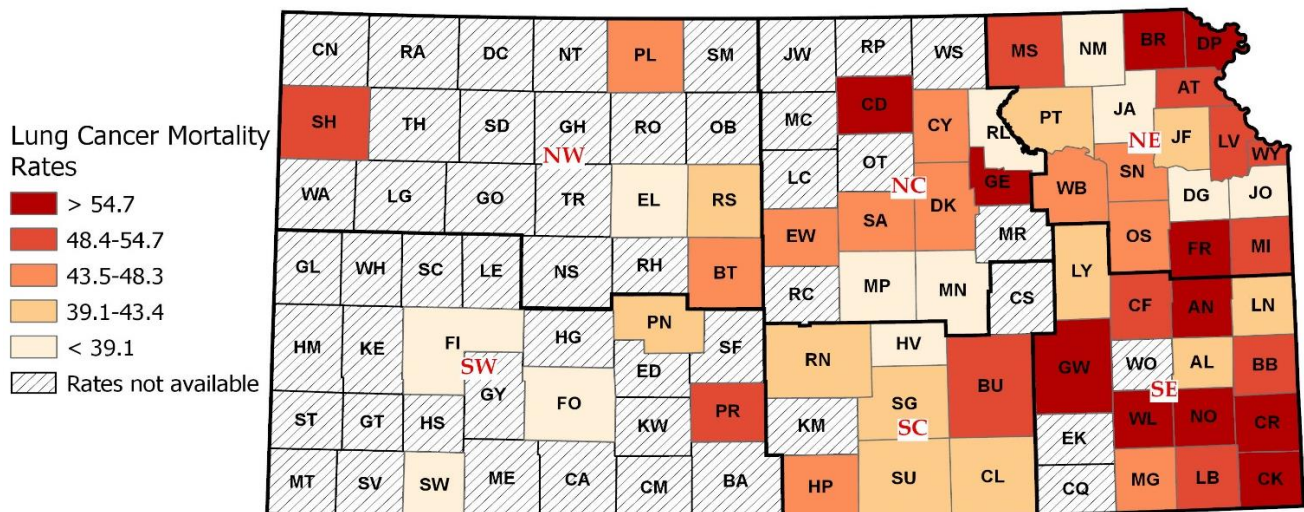 Lung Cancer Mortality
Rates
> 54.7
48.4-54.7
43.5-48.3
39.1-43.4
< 39.1
Rates not available
CN RA DC NT PL SM JW RP WS MS NM BR DP
SH TH SD GH RO OB MC CD CY RL PT JA AT
NW OT NE JF LV WY
WA LG GO TR EL RS LC NC GE WB SN DG JO
EW SA DK MR OS FR MI
GL WH SC LE NS RH BT RC MP MN CS LY
CF AN LN
HM KE FI HG PN SF RN HV BU GW WO AL BB
SW GY ED
ST GT HS FO KW PR KM SG SC EK WL SE NO CR
MT SV SW ME CA CM BA HP SU CL CQ MG LB CK